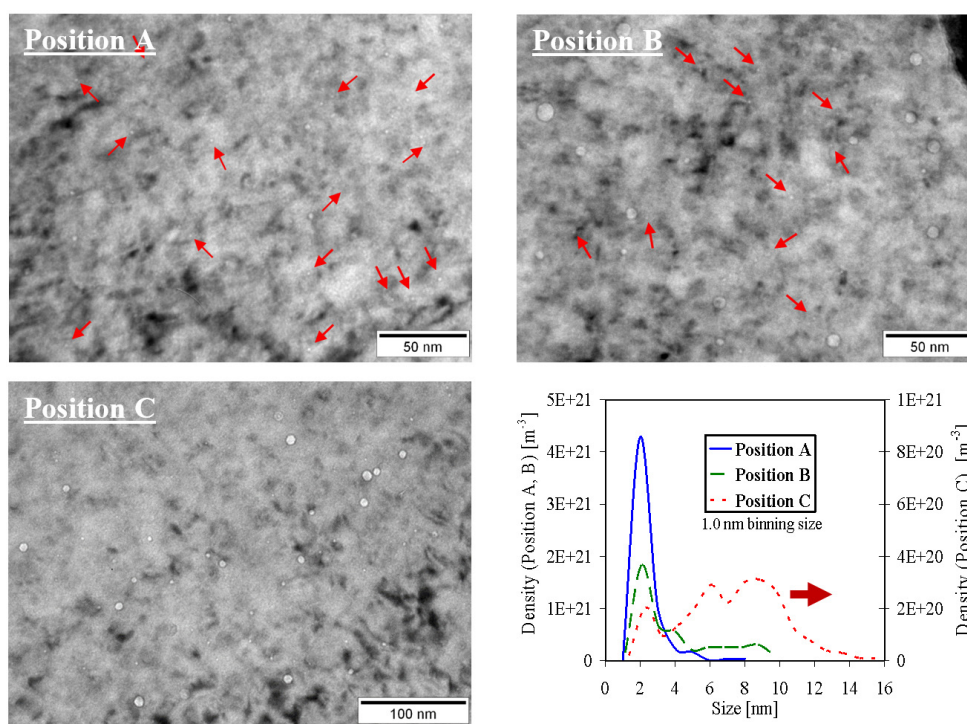 Position A
50 nm
Position B
50 nm
Position C
100 nm
Density (Position A, B) [m⁻³]
5E+21
4E+21
3E+21
2E+21
1E+21
0
Position A
Position B
Position C
1.0 nm binning size
1E+21
8E+20
6E+20
4E+20
2E+20
0
Density (Position C) [m⁻³]
0 2 4 6 8 10 12 14 16
Size [nm]